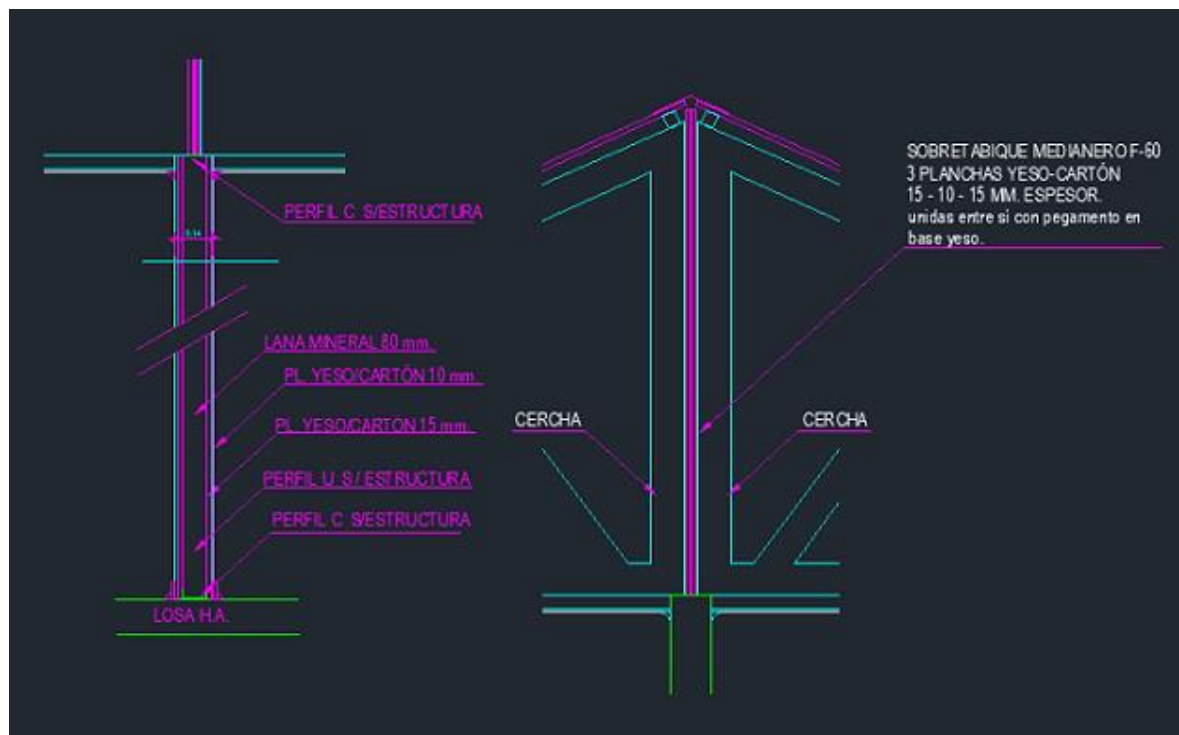 PERFIL C S/ESTRUCTURA
LANA MINERAL 80 mm.
PL. YESO/CARTÓN 10 mm.
PL. YESO/CARTÓN 15 mm.
PERFIL U S/ ESTRUCTURA
PERFIL C S/ESTRUCTURA
LOSA H.A.
SOBRETABIQUE MEDIANERO F-60
3 PLANCHAS YESO-CARTÓN
15 - 10 - 15 MM. ESPESOR.
unidas entre si con pegamento en
base yeso.
CERCHA
CERCHA